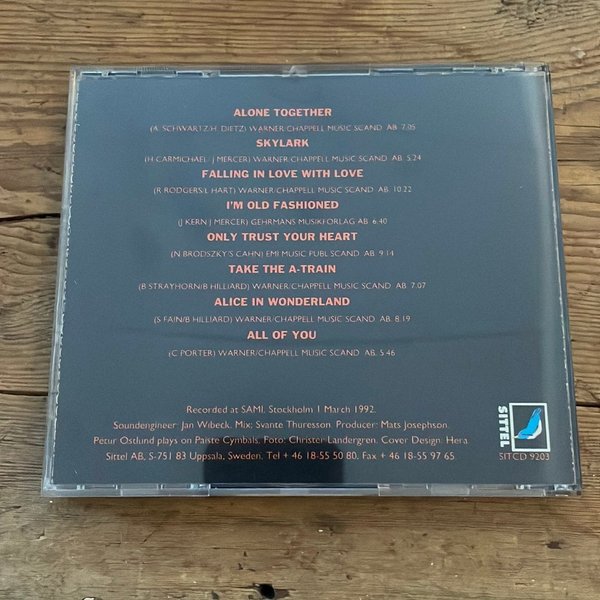 ALONE TOGETHER
(A. SCHWARTZ/H. DIETZ) WARNER/CHAPPELL MUSIC SCAND. AB. 7.05
SKYLARK
(H CARMICHAEL/ J MERCER) WARNER/CHAPPELL MUSIC SCAND. AB. 5.24
FALLING IN LOVE WITH LOVE
(R RODGERS/L HART) WARNER/CHAPPELL MUSIC SCAND. AB. 10.22
I'M OLD FASHIONED
(J KERN/ J MERCER) GEHRMANS MUSIKFÖRLAG AB. 6.40
ONLY TRUST YOUR HEART
(N BRODSZKY/S CAHN) EMI MUSIC PUBL SCAND. AB. 9.14
TAKE THE A-TRAIN
(B STRAYHORN/B HILLIARD) WARNER/CHAPPELL MUSIC SCAND. AB. 7.07
ALICE IN WONDERLAND
(S FAIN/B HILLIARD) WARNER/CHAPPELL MUSIC SCAND. AB. 8.19
ALL OF YOU
(C PORTER) WARNER/CHAPPELL MUSIC SCAND. AB. 5.46
Recorded at SAMI, Stockholm 1 March 1992.
Soundengineer: Jan Wibeck. Mix: Svante Thuresson. Producer: Mats Josephson.
Petur Östlund plays on Paiste Cymbals. Foto: Christer Landergren. Cover Design: Hera.
Sittel AB, S-751 83 Uppsala, Sweden. Tel + 46 18-55 50 80, Fax + 46 18-55 97 65.
SITTEL
SITCD 9203